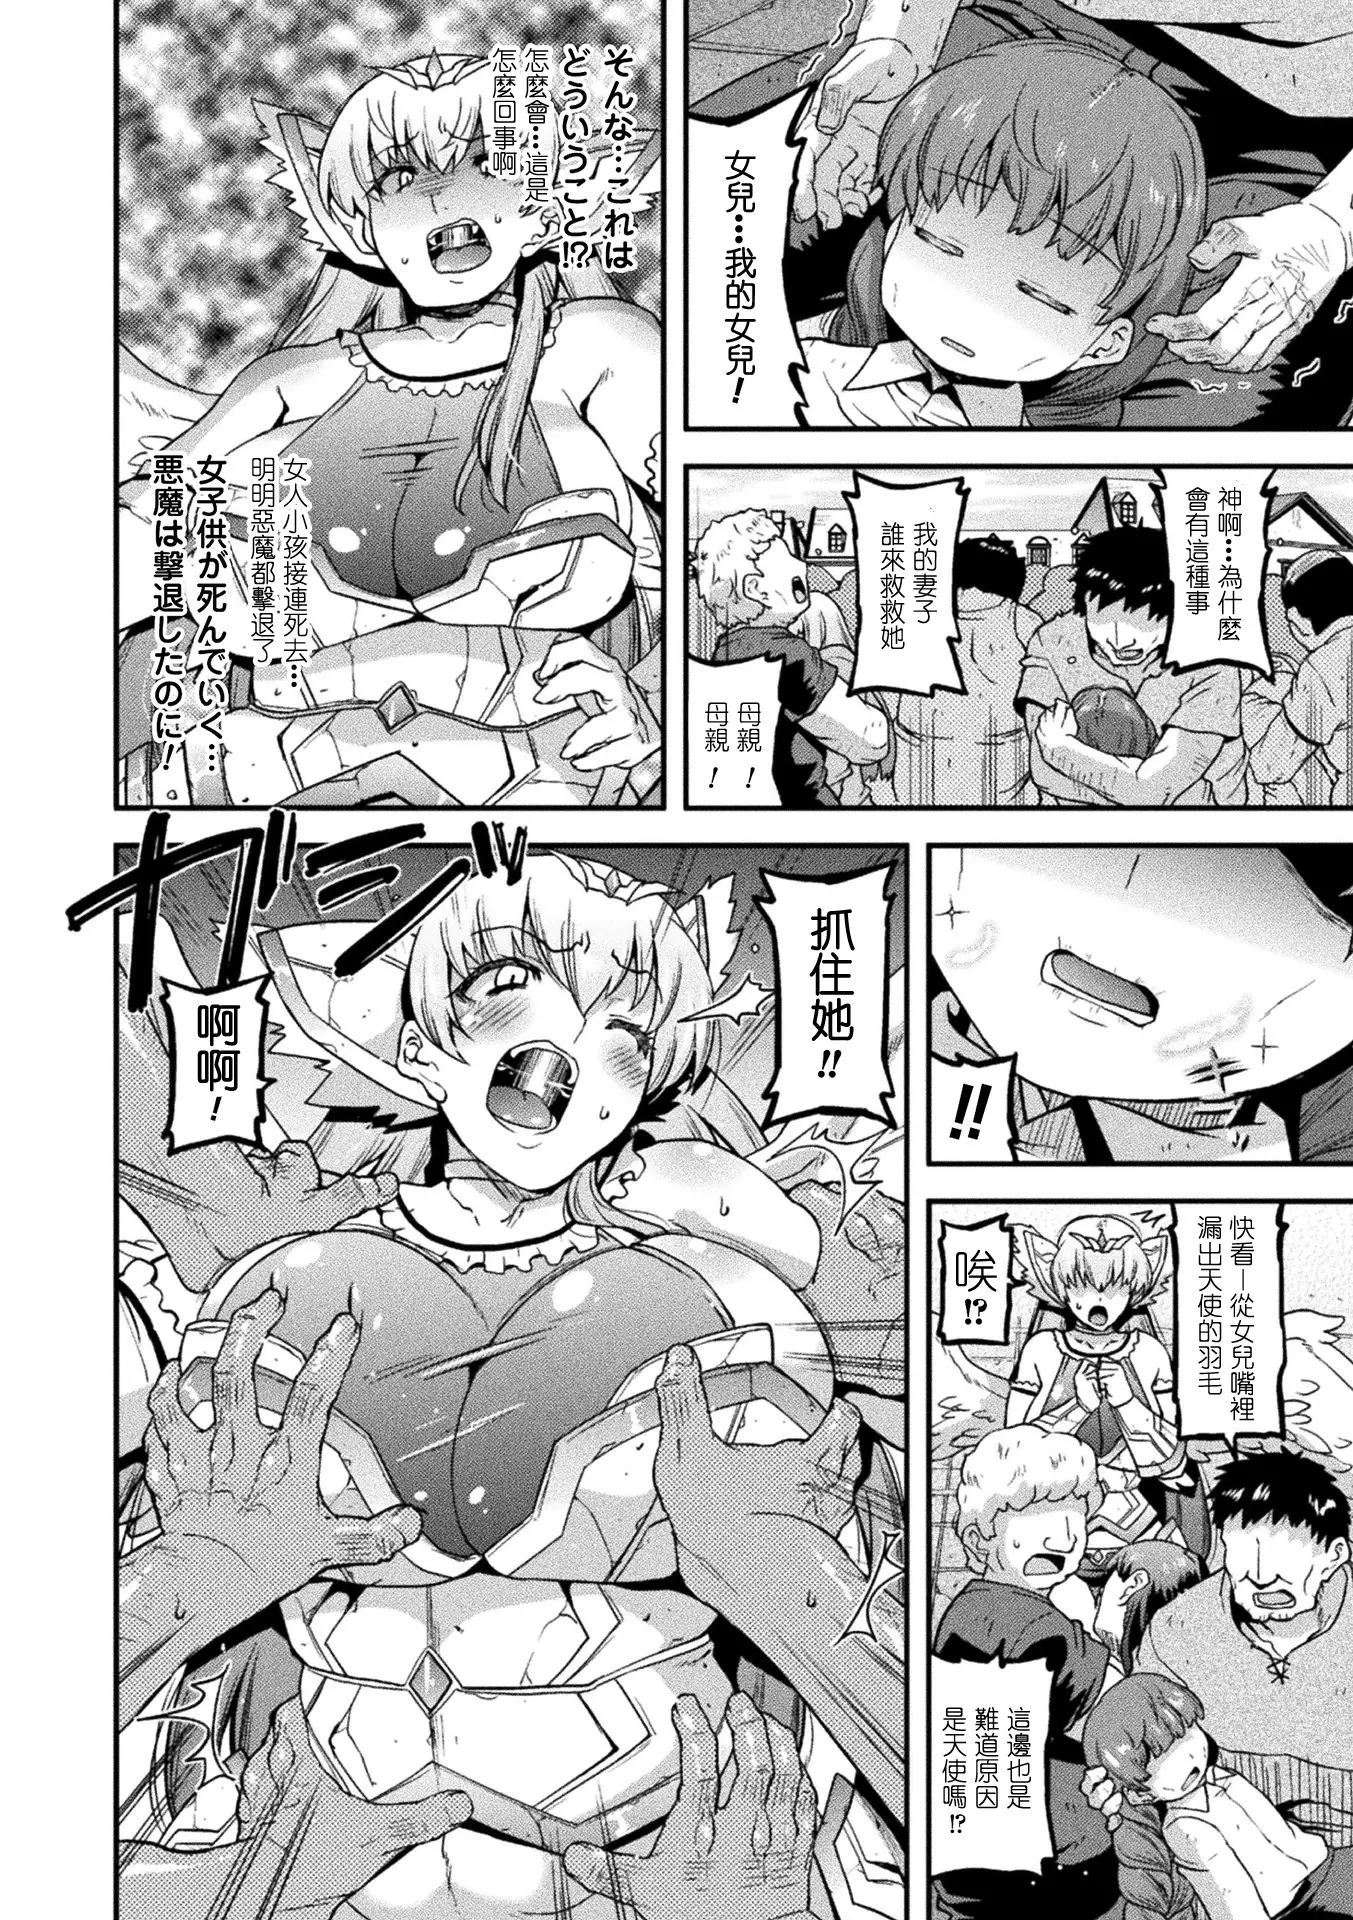 女兒…我的女兒！
神啊…為什麼
會有這種事
我的妻子
誰來救救她
母親！
母親！
そんな…これは
どういうこと!?
怎麼會…這是
怎麼回事啊
女人小孩接連死去…
明明惡魔都擊退了
女子供が死んでいく…
悪魔は撃退したのに！
!!
快看—從女兒嘴裡
漏出天使的羽毛
唉!?
這邊也是
難道原因
是天使嗎!?
抓住她!!
ガシッ
啊啊！